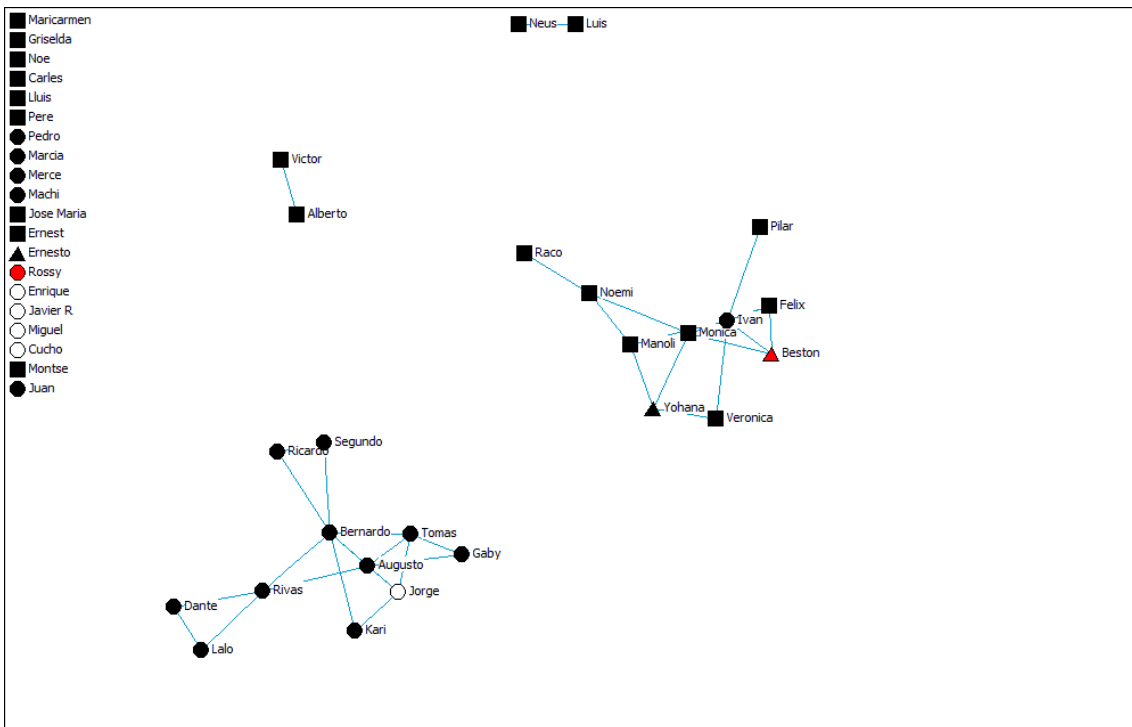 Maricarmen
Griselda
Noe
Carles
Lluis
Pere
Pedro
Marcia
Merce
Machi
Jose Maria
Ernest
Ernesto
Rossy
Enrique
Javier R
Miguel
Cucho
Montse
Juan
Neus
Luis
Victor
Alberto
Pilar
Raco
Noemi
Felix
Ivan
Monica
Manoli
Beston
Yohana
Veronica
Segundo
Ricardo
Bernardo
Tomas
Gaby
Augusto
Rivas
Jorge
Dante
Kari
Lalo